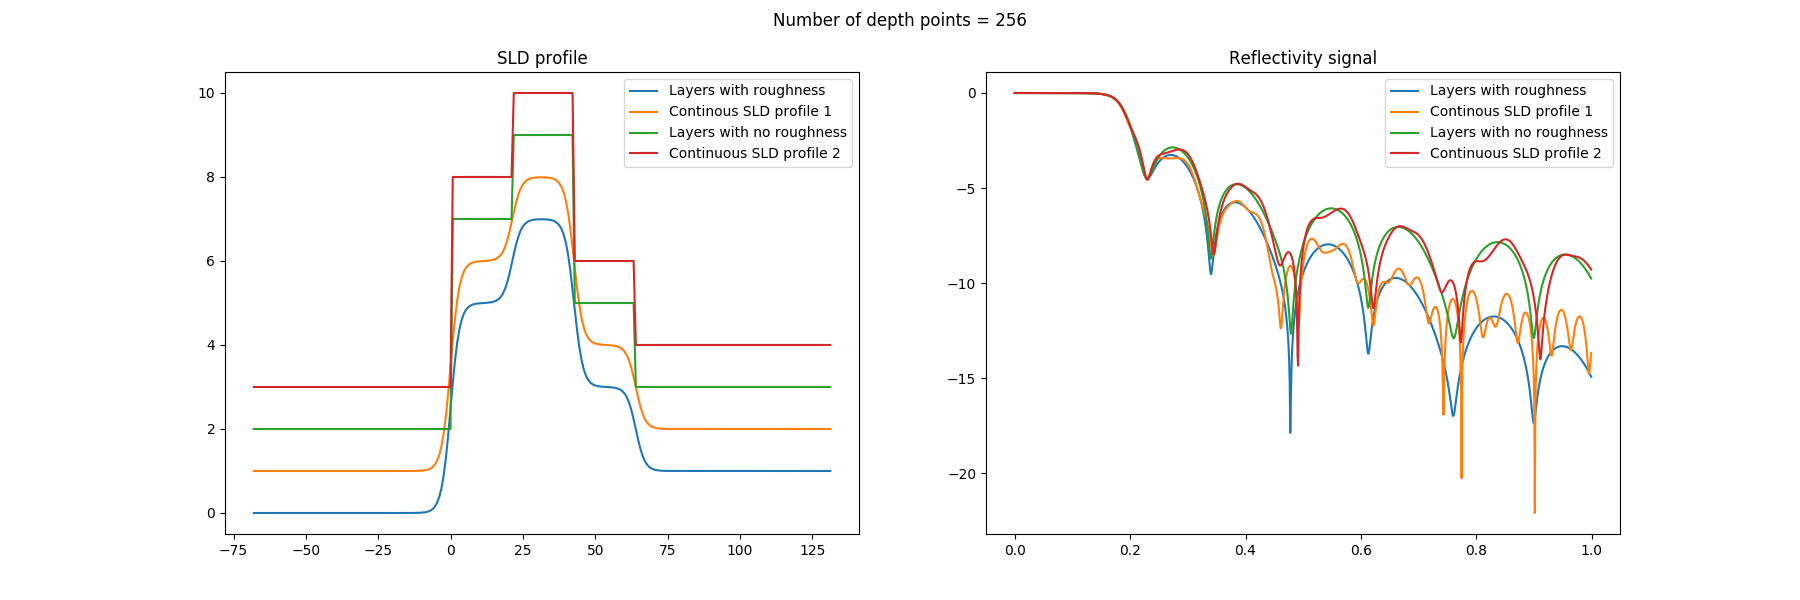 Number of depth points = 256
SLD profile
Layers with roughness
Continous SLD profile 1
Layers with no roughness
Continuous SLD profile 2
10
8
6
4
2
0
−75
−50
−25
0
25
50
75
100
125
Reflectivity signal
Layers with roughness
Continous SLD profile 1
Layers with no roughness
Continuous SLD profile 2
0
−5
−10
−15
−20
0.0
0.2
0.4
0.6
0.8
1.0